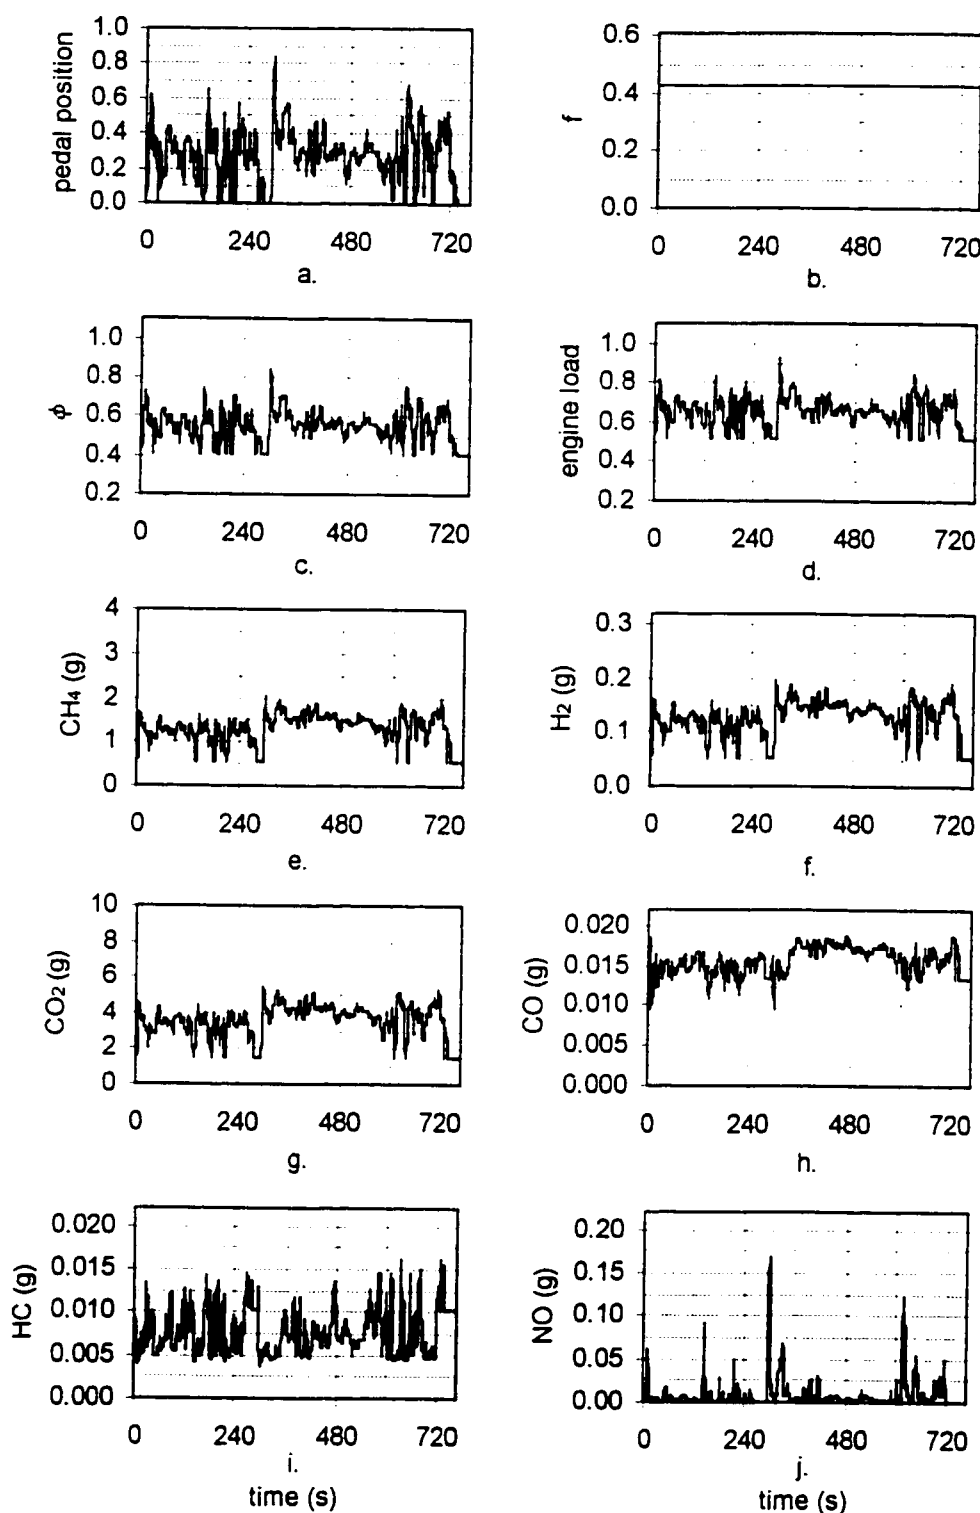 pedal position
1.0
0.8
0.6
0.4
0.2
0.0
0 240 480 720
a.
f
0.6
0.4
0.2
0.0
0 240 480 720
b.
ϕ
1.0
0.8
0.6
0.4
0.2
0 240 480 720
c.
engine load
1.0
0.8
0.6
0.4
0.2
0 240 480 720
d.
CH4 (g)
4
3
2
1
0
0 240 480 720
e.
H2 (g)
0.3
0.2
0.1
0.0
0 240 480 720
f.
CO2 (g)
10
8
6
4
2
0
0 240 480 720
g.
CO (g)
0.020
0.015
0.010
0.005
0.000
0 240 480 720
h.
HC (g)
0.020
0.015
0.010
0.005
0.000
0 240 480 720
i.
time (s)
NO (g)
0.20
0.15
0.10
0.05
0.00
0 240 480 720
j.
time (s)